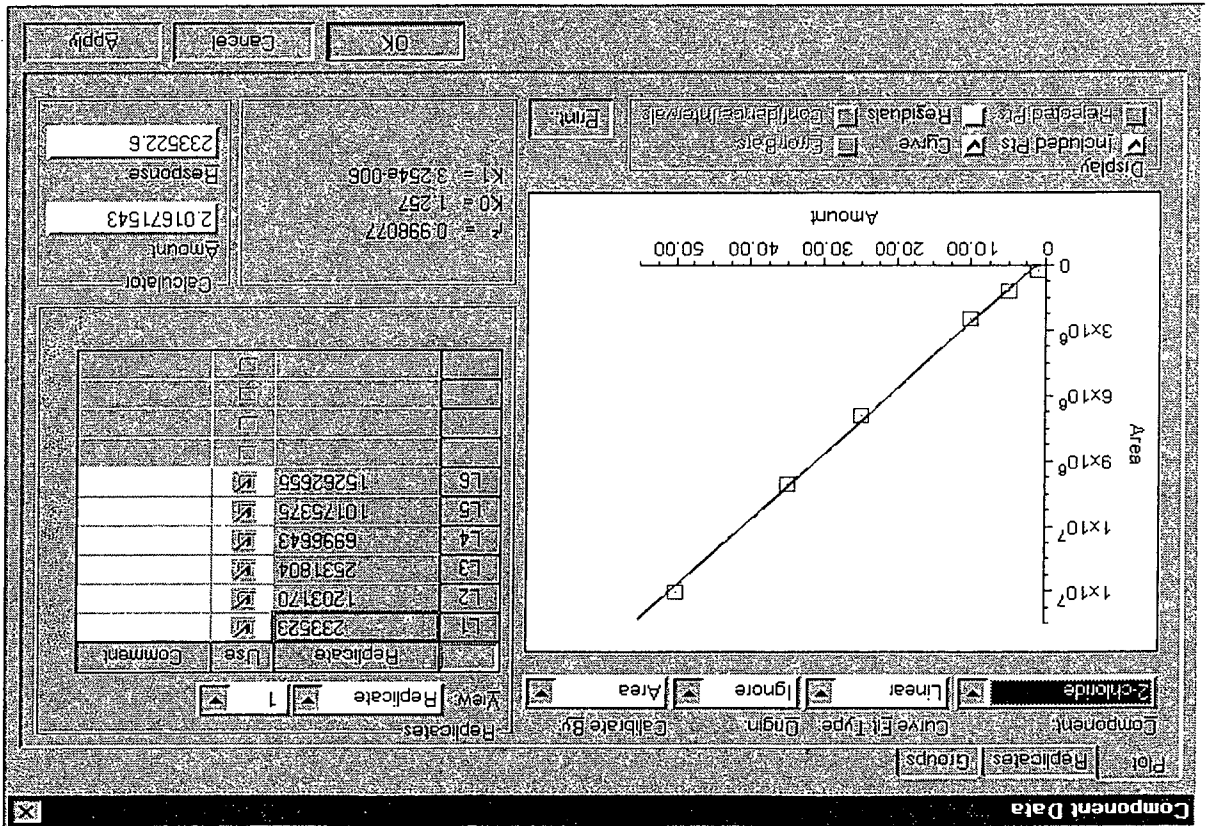 Component Data
Plot Replicates Groups
Component: Curve Fit Type: Origin: Calibrate By:
2-chloride Linear Ignore Area
Area
1x10⁷
1x10⁷
9x10⁶
6x10⁶
3x10⁶
0
0 10.00 20.00 30.00 40.00 50.00
Amount
Display
Included Pts Curve Error Bars
Rejected Pts Residuals Confidence Intervals
Print
Replicates
View: Replicate 1
Replicate Use Comment
L1 233523
L2 1203170
L3 2531804
L4 6996643
L5 10175375
L6 15262655
r² = 0.998077
K0 = 1.257
K1 = 3.254e-006
Calculator
Amount
2.01671543
Response
233522.6
OK Cancel Apply